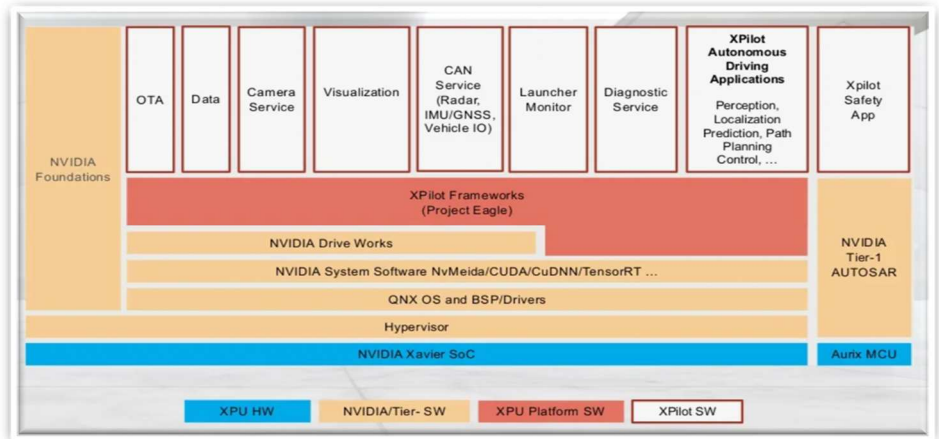 NVIDIA
Foundations
OTA
Data
Camera
Service
Visualization
CAN
Service
(Radar,
IMU/GNSS,
Vehicle IO)
Launcher
Monitor
Diagnostic
Service
XPilot
Autonomous
Driving
Applications
Perception,
Localization
Prediction, Path
Planning
Control, ...
Xpilot
Safety
App
XPilot Frameworks
(Project Eagle)
NVIDIA Drive Works
NVIDIA System Software NvMeida/CUDA/CuDNN/TensorRT ...
QNX OS and BSP/Drivers
Hypervisor
NVIDIA
Tier-1
AUTOSAR
NVIDIA Xavier SoC
Aurix MCU
XPU HW
NVIDIA/Tier- SW
XPU Platform SW
XPilot SW